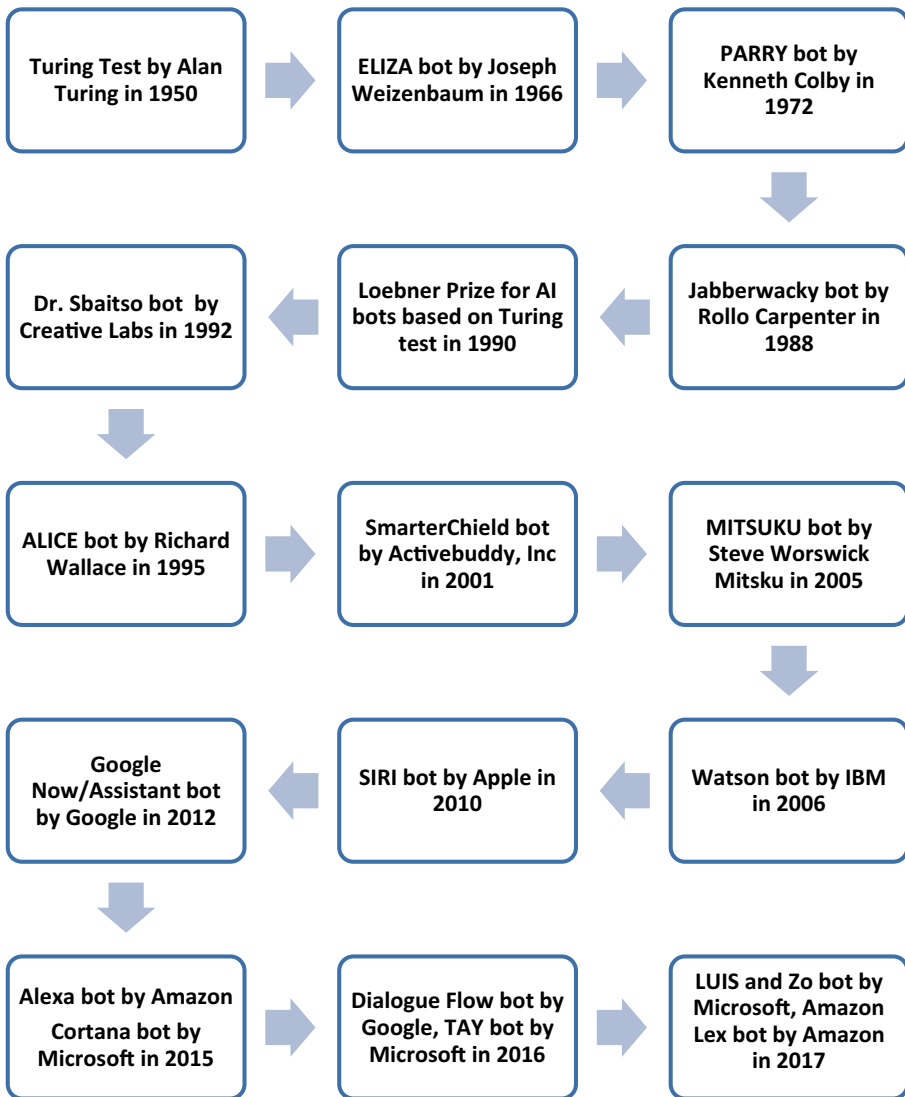 Turing Test by Alan
Turing in 1950
ELIZA bot by Joseph
Weizenbaum in 1966
PARRY bot by
Kenneth Colby in
1972
Jabberwacky bot by
Rollo Carpenter in
1988
Loebner Prize for AI
bots based on Turing
test in 1990
Dr. Sbaitso bot by
Creative Labs in 1992
ALICE bot by Richard
Wallace in 1995
SmarterChield bot
by Activebuddy, Inc
in 2001
MITSUKU bot by
Steve Worswick
Mitsku in 2005
Watson bot by IBM
in 2006
SIRI bot by Apple in
2010
Google
Now/Assistant bot
by Google in 2012
Alexa bot by Amazon
Cortana bot by
Microsoft in 2015
Dialogue Flow bot by
Google, TAY bot by
Microsoft in 2016
LUIS and Zo bot by
Microsoft, Amazon
Lex bot by Amazon
in 2017